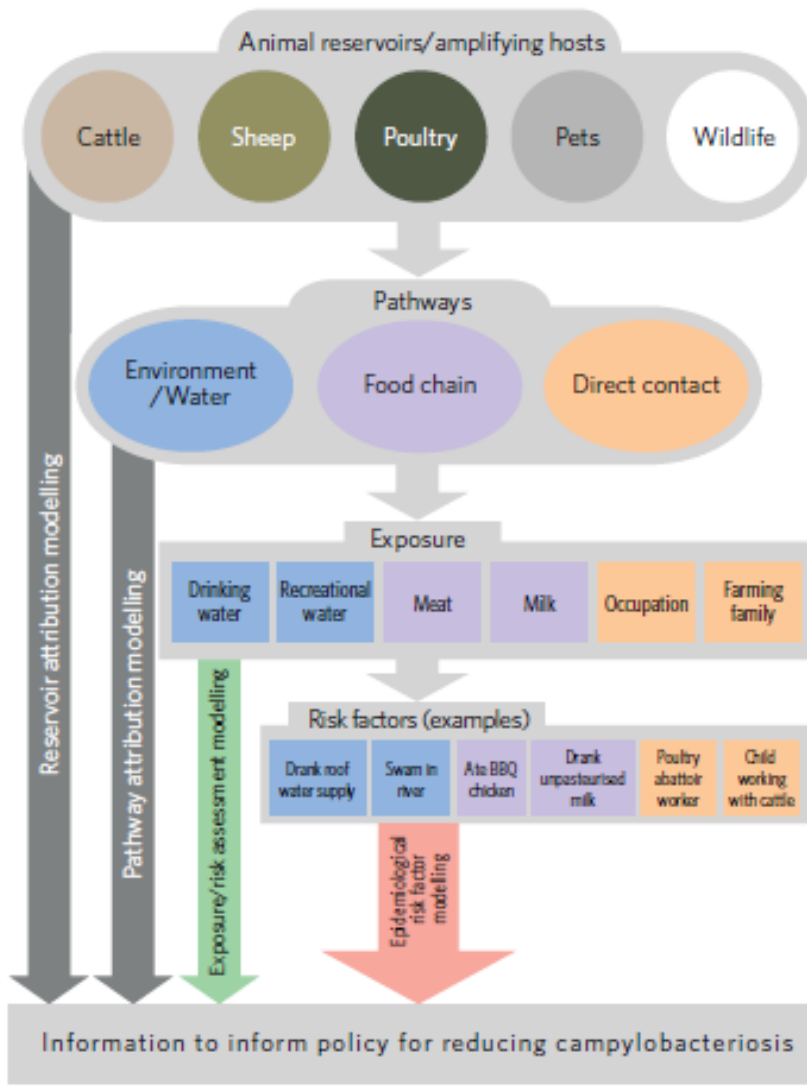 Animal reservoirs/amplifying hosts
Cattle
Sheep
Poultry
Pets
Wildlife
Pathways
Environment
/Water
Food chain
Direct contact
Exposure
Drinking
water
Recreational
water
Meat
Milk
Occupation
Farming
family
Risk factors (examples)
Drank roof
water supply
Swam in
river
Ate BBQ
chicken
Drank
unpasteurised
milk
Poultry
abattoir
worker
Child
working
with cattle
Reservoir attribution modelling
Pathway attribution modelling
Exposure/risk assessment modelling
Epidemiological
risk factor
modelling
Information to inform policy for reducing campylobacteriosis